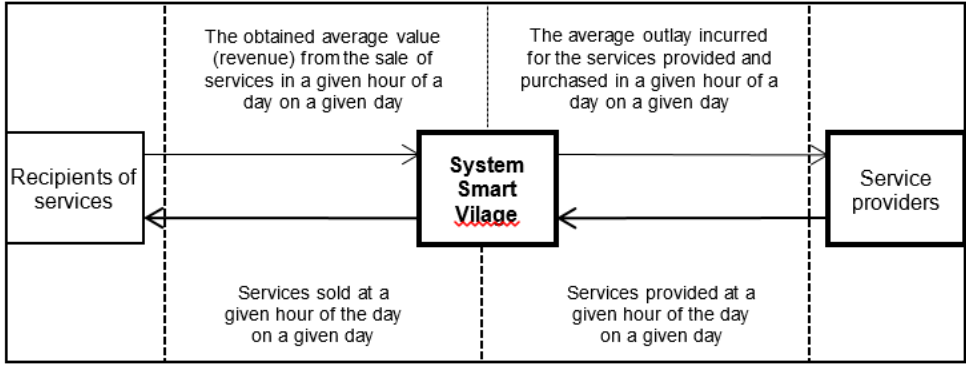 The obtained average value
(revenue) from the sale of
services in a given hour of a
day on a given day
The average outlay incurred
for the services provided and
purchased in a given hour of a
day on a given day
Recipients of
services
System
Smart
Vilage
Service
providers
Services sold at a
given hour of the day
on a given day
Services provided at a
given hour of the day
on a given day